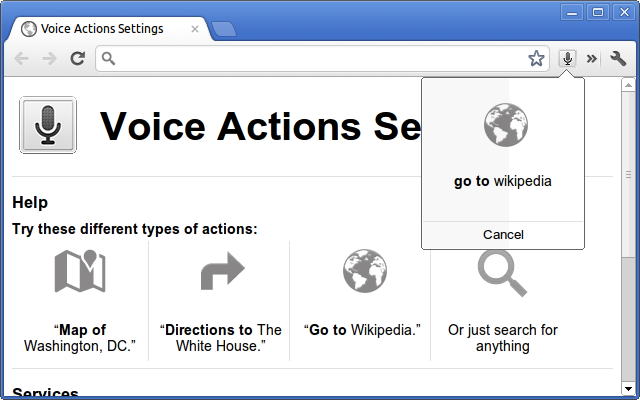 Voice Actions Settings
Voice Actions Se
go to wikipedia
Cancel
Help
Try these different types of actions:
“Map of
Washington, DC.”
“Directions to The
White House.”
“Go to Wikipedia.”
Or just search for
anything
Services